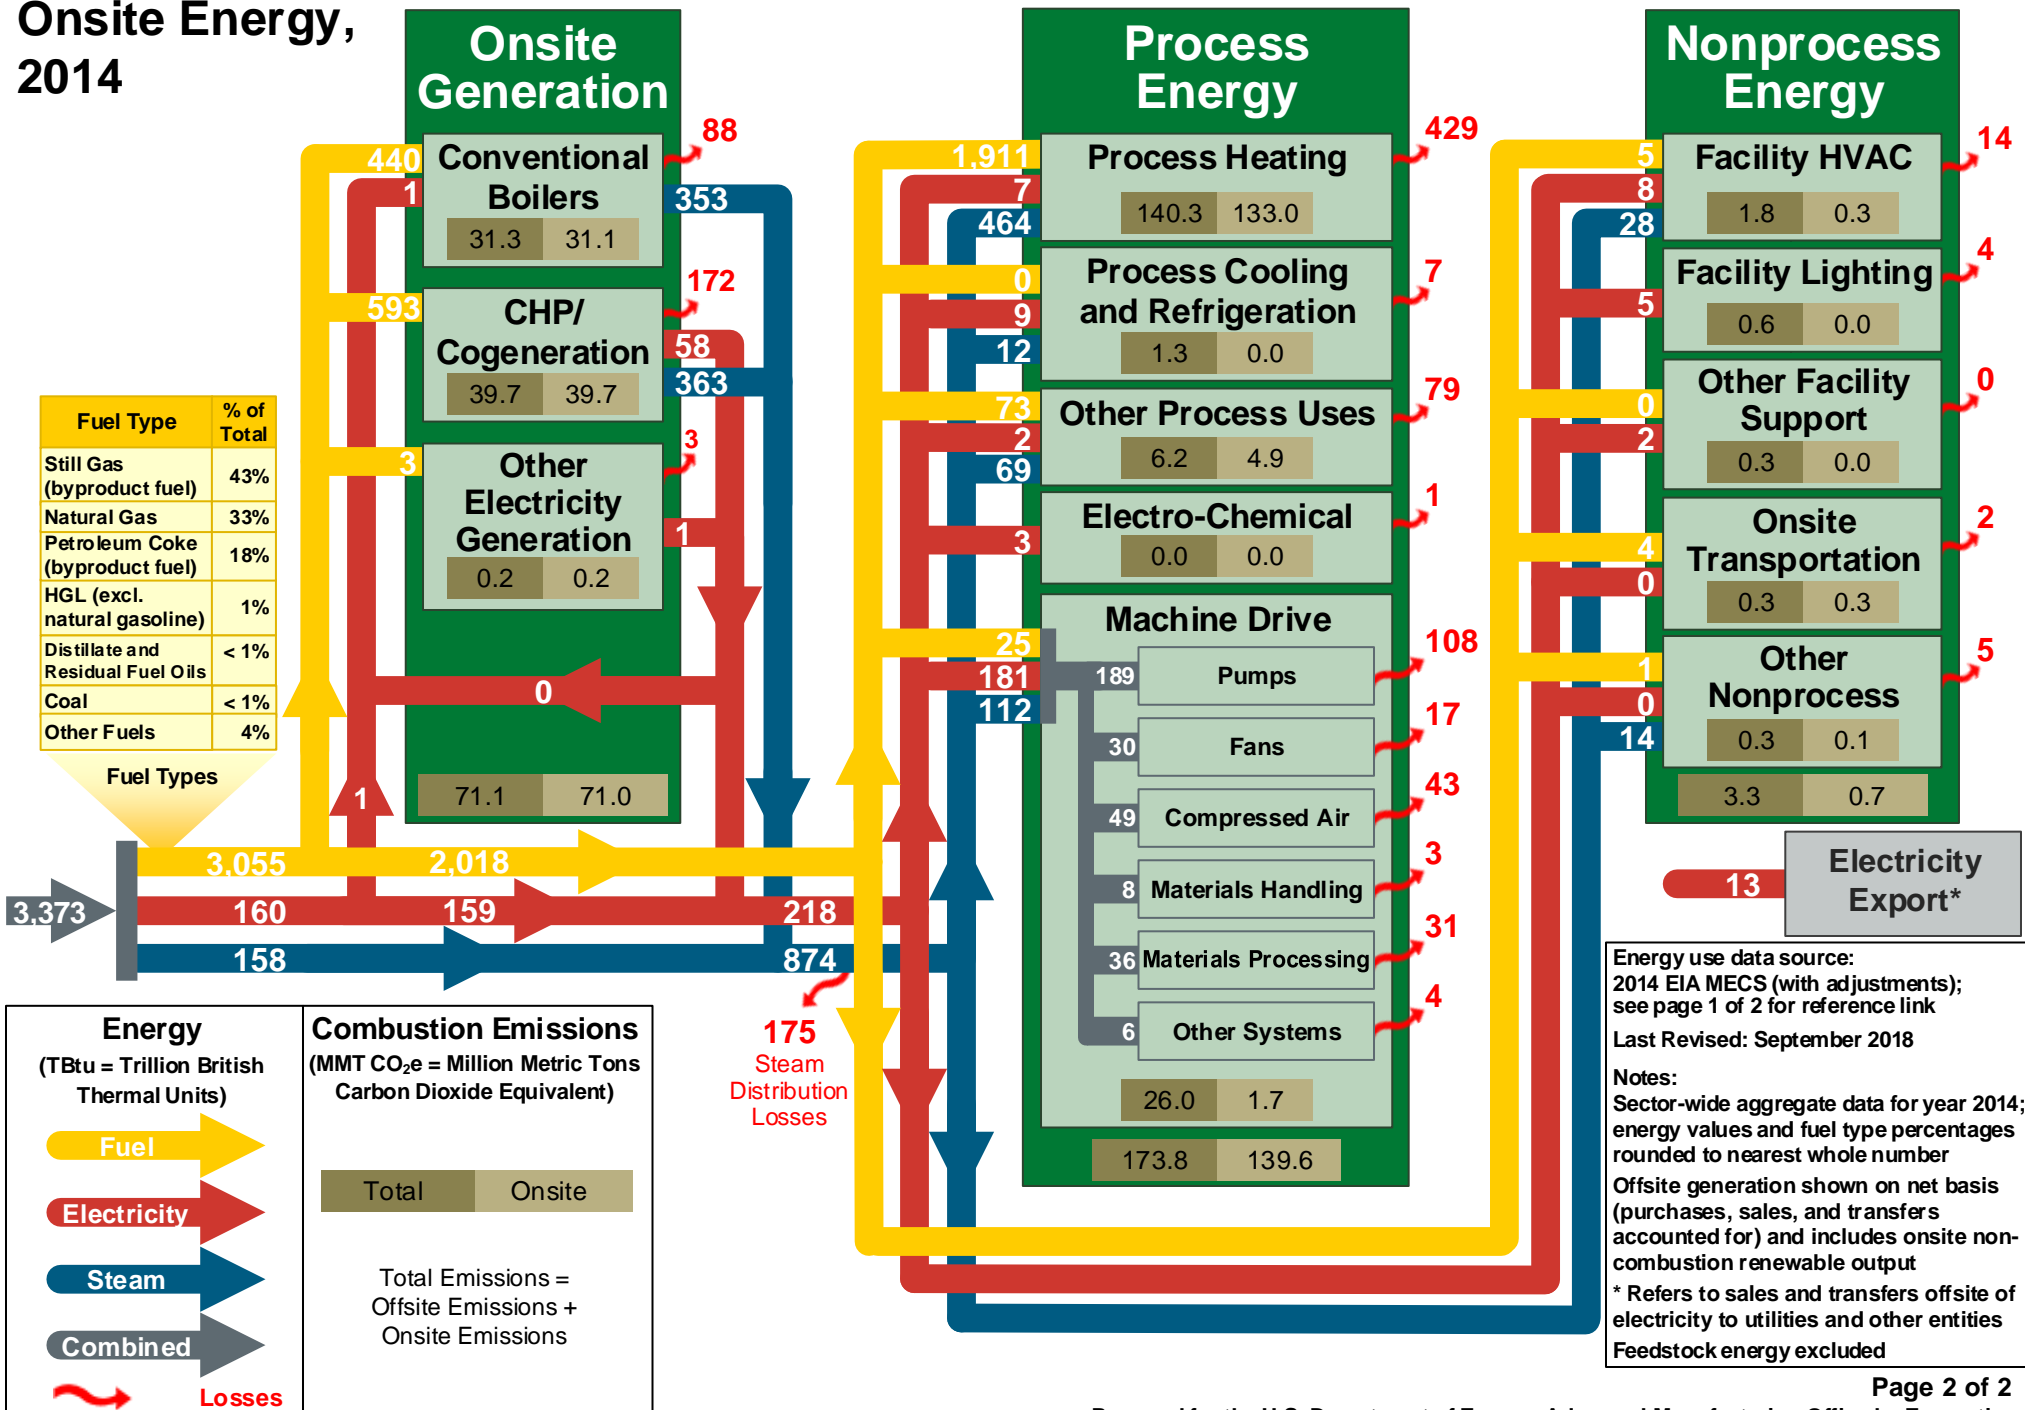 Onsite Energy,
2014
Onsite
Generation
440
1
Conventional
Boilers
31.3 31.1
88
353
593
CHP/
Cogeneration
39.7 39.7
172
58
363
3
Other
Electricity
Generation
0.2 0.2
3
1
0
71.1 71.0
Fuel Type % of
Total
Still Gas
(byproduct fuel) 43%
Natural Gas 33%
Petroleum Coke
(byproduct fuel) 18%
HGL (excl.
natural gasoline) 1%
Distillate and
Residual Fuel Oils < 1%
Coal < 1%
Other Fuels 4%
Fuel Types
1
3,373
3,055 2,018
160 159 218
158 874
175
Steam
Distribution
Losses
Process
Energy
1,911
7
464
Process Heating
140.3 133.0
429
0
9
12
Process Cooling
and Refrigeration
1.3 0.0
7
73
2
69
Other Process Uses
6.2 4.9
79
3
Electro-Chemical
0.0 0.0
1
25
181
112
Machine Drive
189 Pumps 108
30 Fans 17
49 Compressed Air 43
8 Materials Handling 3
36 Materials Processing 31
6 Other Systems 4
26.0 1.7
173.8 139.6
Nonprocess
Energy
5
8
28
Facility HVAC
1.8 0.3
14
5
Facility Lighting
0.6 0.0
4
0
2
Other Facility
Support
0.3 0.0
0
4
0
Onsite
Transportation
0.3 0.3
2
1
0
14
Other
Nonprocess
0.3 0.1
5
3.3 0.7
13
Electricity
Export*
Energy use data source:
2014 EIA MECS (with adjustments);
see page 1 of 2 for reference link
Last Revised: September 2018
Notes:
Sector-wide aggregate data for year 2014;
energy values and fuel type percentages
rounded to nearest whole number
Offsite generation shown on net basis
(purchases, sales, and transfers
accounted for) and includes onsite non-
combustion renewable output
* Refers to sales and transfers offsite of
electricity to utilities and other entities
Feedstock energy excluded
Energy
(TBtu = Trillion British
Thermal Units)
Fuel
Electricity
Steam
Combined
Losses
Combustion Emissions
(MMT CO₂e = Million Metric Tons
Carbon Dioxide Equivalent)
Total Onsite
Total Emissions =
Offsite Emissions +
Onsite Emissions
Page 2 of 2